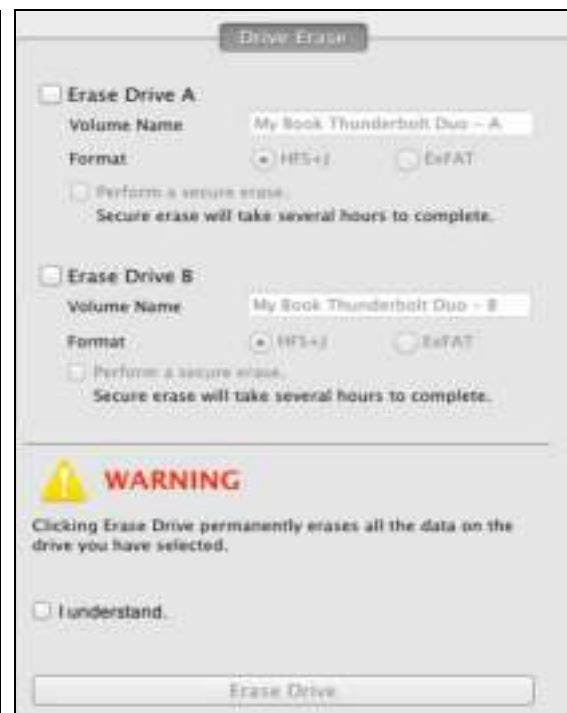 Drive Erase
Erase Drive A
Volume Name My Book Thunderbolt Duo - A
Format HFS+J ExFAT
Perform a secure erase.
Secure erase will take several hours to complete.
Erase Drive B
Volume Name My Book Thunderbolt Duo - B
Format HFS+J ExFAT
Perform a secure erase.
Secure erase will take several hours to complete.
WARNING
Clicking Erase Drive permanently erases all the data on the
drive you have selected.
I understand.
Erase Drive